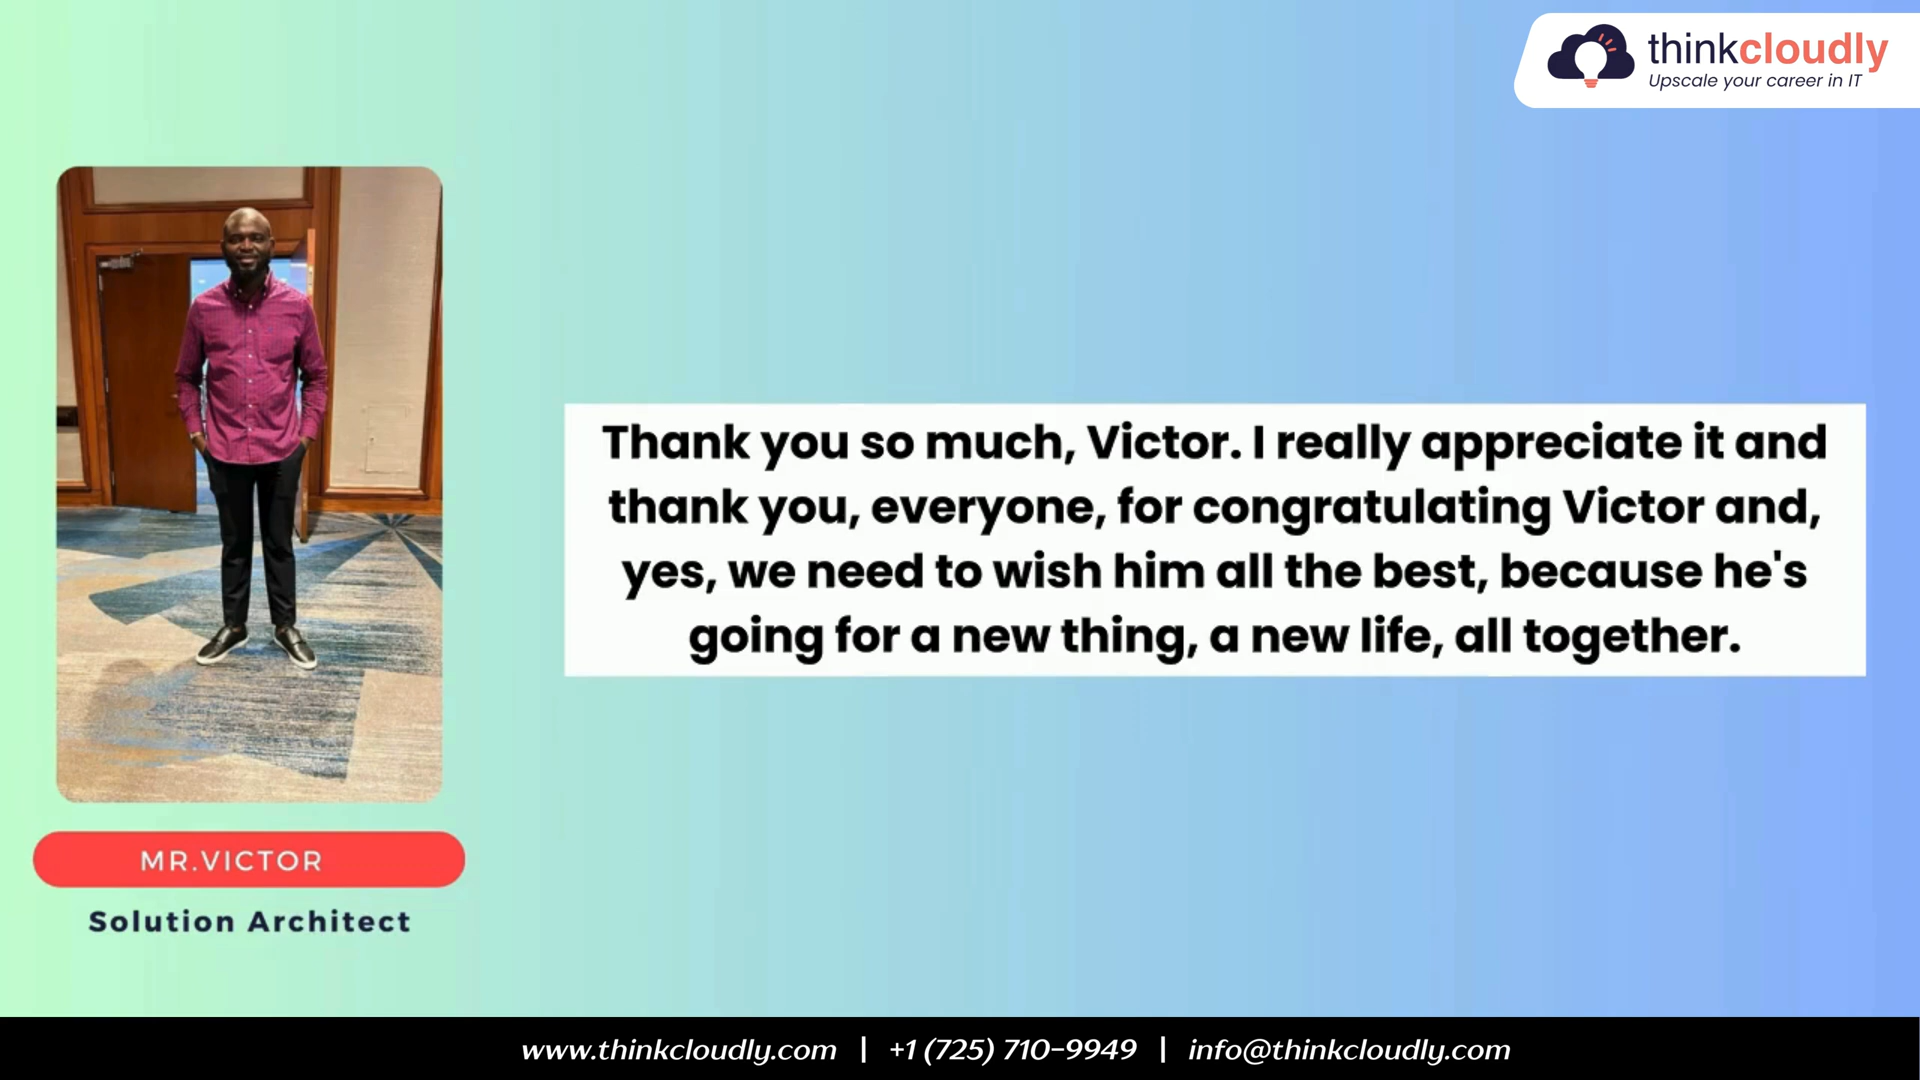 thinkcloudly
Upscale your career in IT
Thank you so much, Victor. I really appreciate it and
thank you, everyone, for congratulating Victor and,
yes, we need to wish him all the best, because he's
going for a new thing, a new life, all together.
MR.VICTOR
Solution Architect
www.thinkcloudly.com | +1 (725) 710-9949 | info@thinkcloudly.com